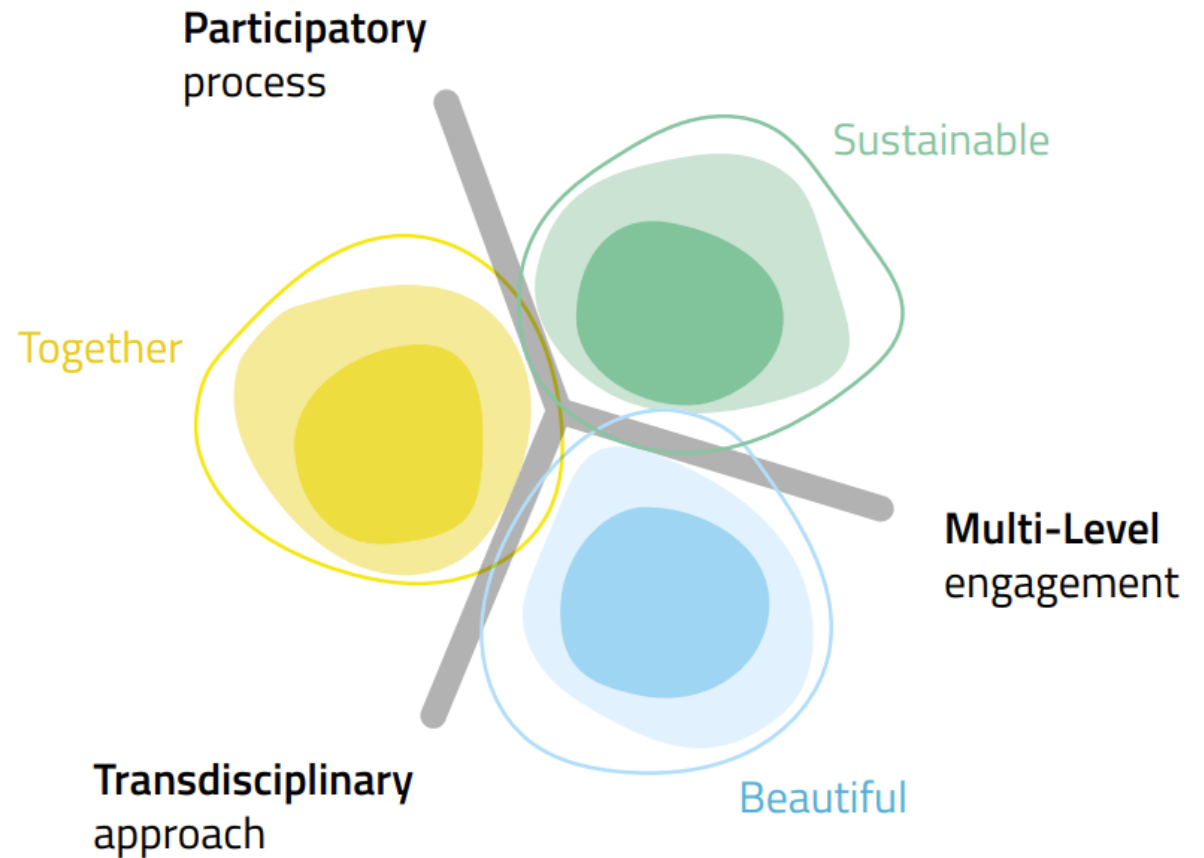 Participatory
process
Sustainable
Together
Multi-Level
engagement
Transdisciplinary
approach
Beautiful